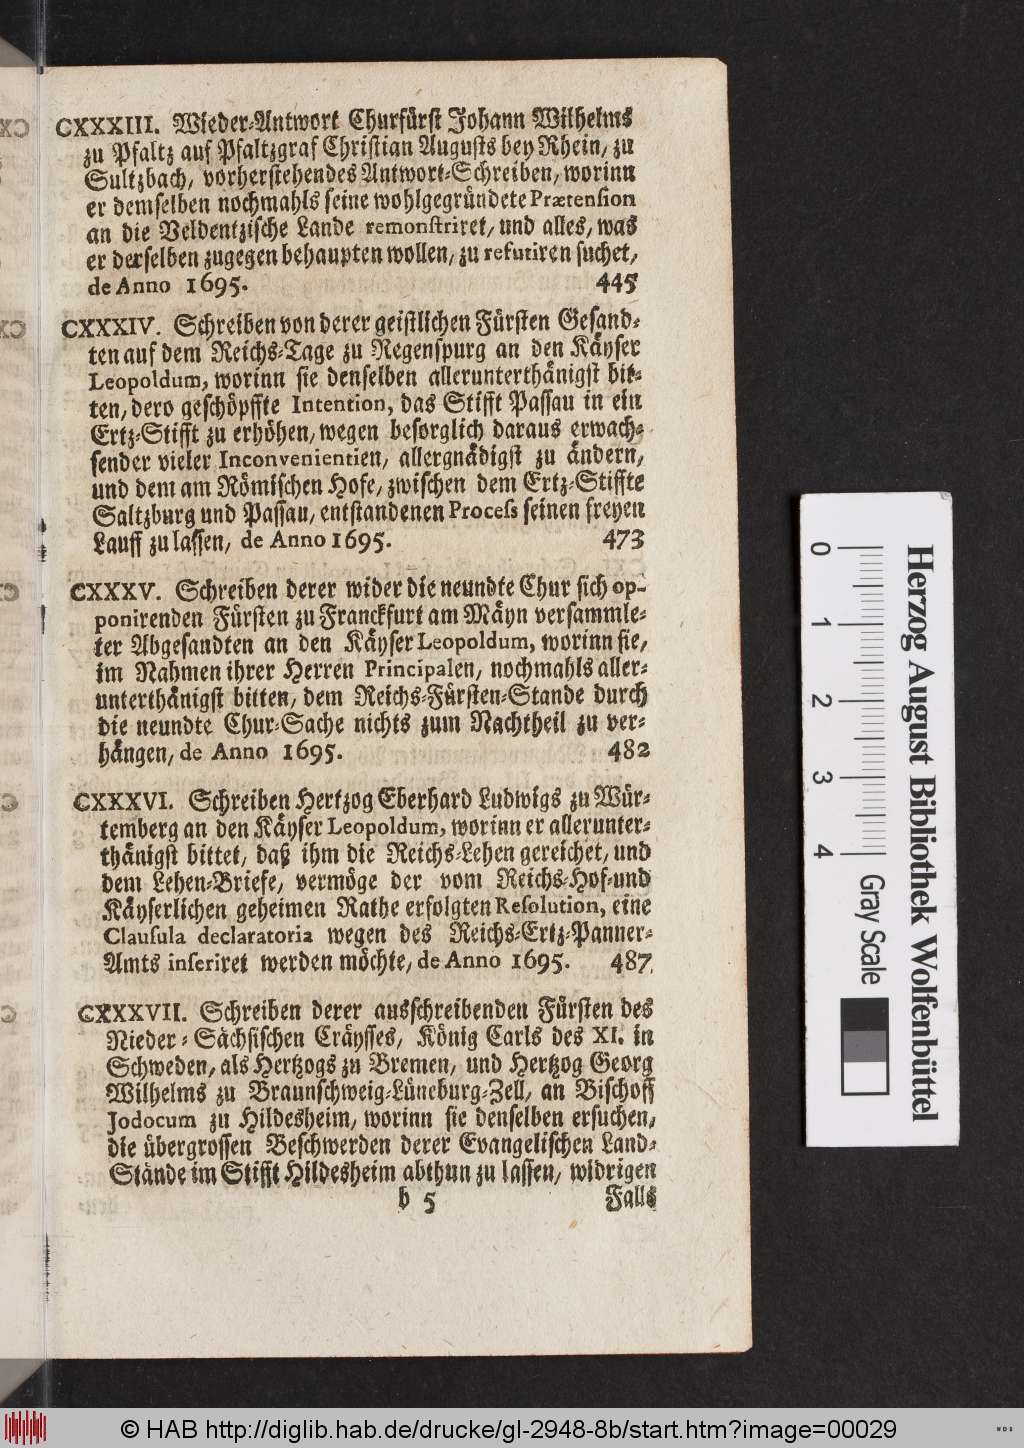 CXXXIII. Wieder-Antwort Churfürst Johann Wilhelms
zu Pfaltz auf Pfaltzgraf Christian Augusts bey Rhein, zu
Sultzbach, vorherstehendes Antwort-Schreiben, worinn
er demselben nochmahls seine wohlgegründete Prætension
an die Veldentzische Lande remonstriret, und alles, was
er derselben zugegen behaupten wollen, zu refutiren suchet,
de Anno 1695. 445
CXXXIV. Schreiben von derer geistlichen Fürsten Gesand-
ten auf dem Reichs-Tage zu Regenspurg an den Käyser
Leopoldum, worinn sie denselben allerunterthänigst bit-
ten, dero geschöpffte Intention, das Stifft Passau in ein
Ertz-Stifft zu erhöhen, wegen besorglich daraus erwach-
sender vieler Inconvenientien, allergnädigst zu ändern,
und dem am Römischen Hofe, zwischen dem Ertz-Stiffte
Saltzburg und Passau, entstandenen Process seinen freyen
Lauff zu lassen, de Anno 1695. 473
CXXXV. Schreiben derer wider die neundte Chur sich op-
ponirenden Fürsten zu Franckfurt am Mäyn versammle-
ter Abgesandten an den Käyser Leopoldum, worinn sie,
im Nahmen ihrer Herren Principalen, nochmahls aller-
unterthänigst bitten, dem Reichs-Fürsten-Stande durch
die neundte Chur-Sache nichts zum Nachtheil zu ver-
hängen, de Anno 1695. 482
CXXXVI. Schreiben Hertzog Eberhard Ludwigs zu Wür-
temberg an den Käyser Leopoldum, worinn er allerunter-
thänigst bittet, daß ihm die Reichs-Lehen gereichet, und
dem Lehen-Briefe, vermöge der vom Reichs-Hof-und
Käyserlichen geheimen Rathe erfolgten Resolution, eine
Clausula declaratoria wegen des Reichs-Ertz-Panner-
Amts inseriret werden möchte, de Anno 1695. 487
CXXXVII. Schreiben derer ausschreibenden Fürsten des
Nieder-Sächsischen Cräysses, König Carls des XI. in
Schweden, als Hertzogs zu Bremen, und Hertzog Georg
Wilhelms zu Braunschweig-Lüneburg-Zell, an Bischoff
Jodocum zu Hildesheim, worinn sie denselben ersuchen,
die übergrossen Beschwerden derer Evangelischen Land-
Stände im Stifft Hildesheim abthun zu lassen, widrigen
b 5 Falls
Herzog August Bibliothek Wolfenbüttel
0 1 2 3 4 Gray Scale
© HAB http://diglib.hab.de/drucke/gl-2948-8b/start.htm?image=00029